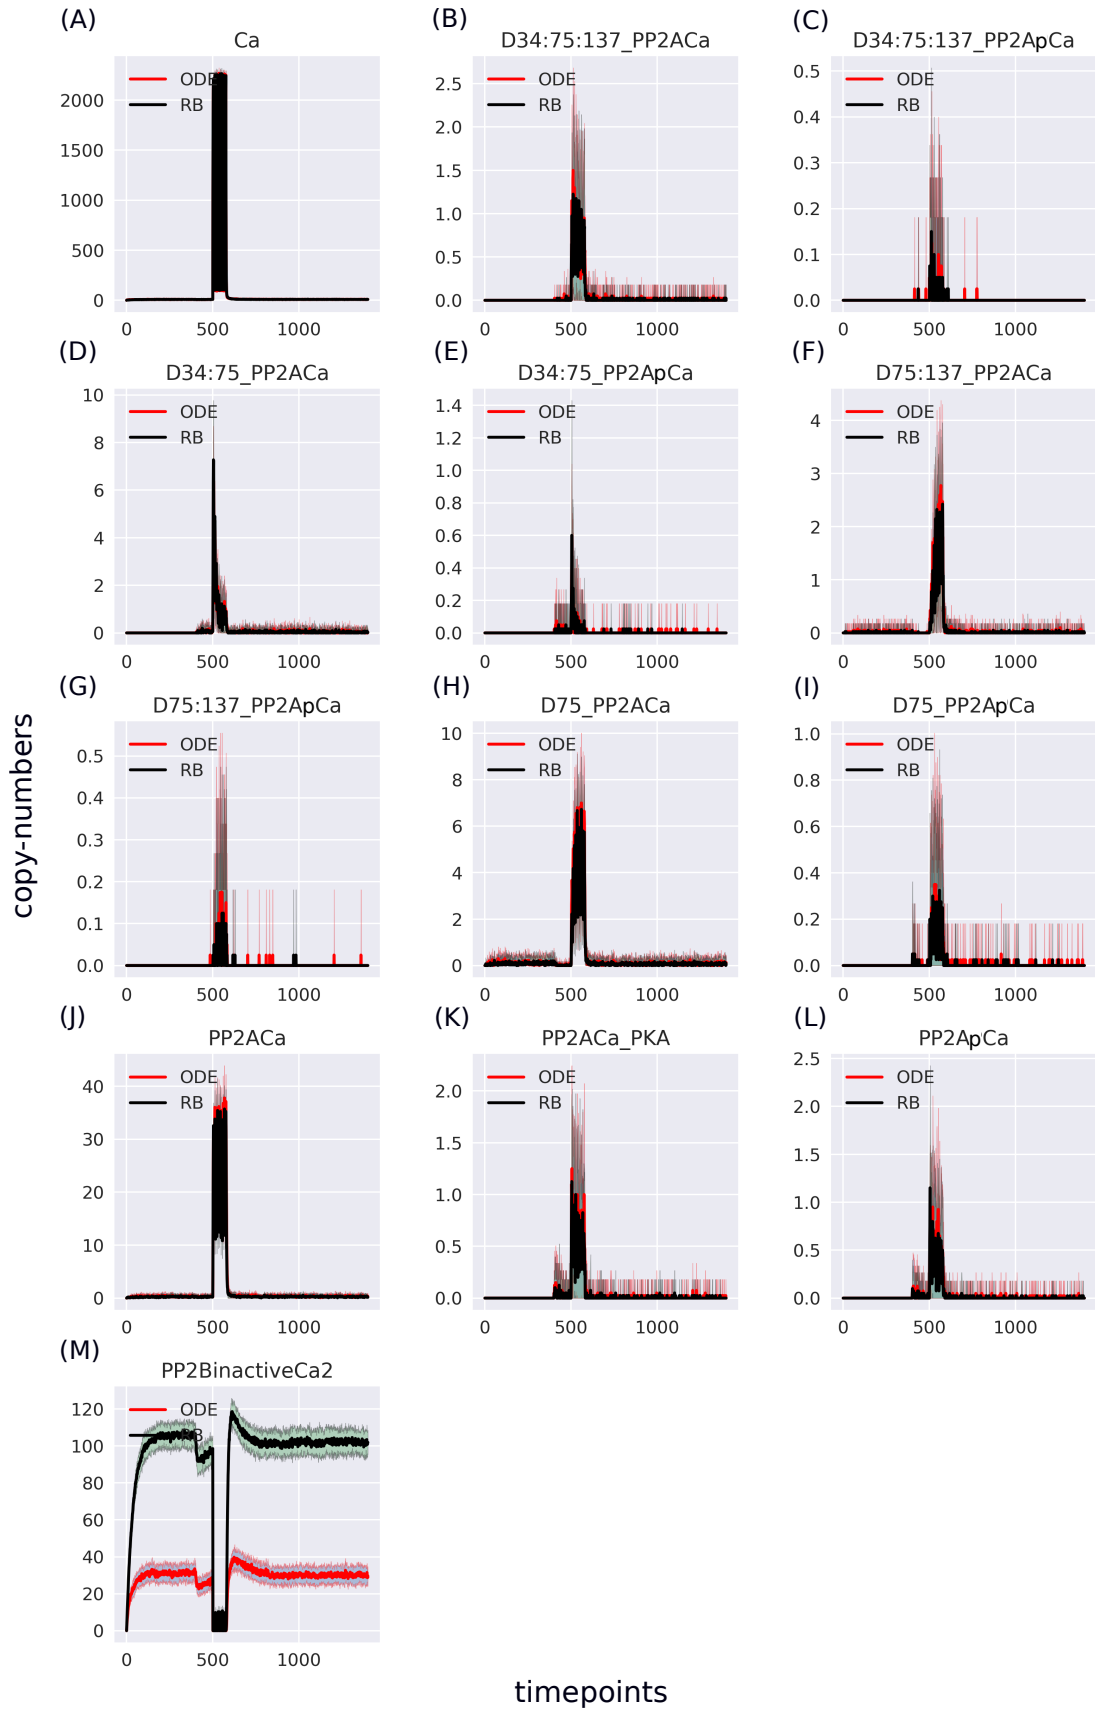 (A)
Ca
ODE
RB
2000
1500
1000
500
0
0 500 1000
(B)
D34:75:137_PP2ACa
ODE
RB
2.5
2.0
1.5
1.0
0.5
0.0
0 500 1000
(C)
D34:75:137_PP2ApCa
ODE
RB
0.5
0.4
0.3
0.2
0.1
0.0
0 500 1000
(D)
D34:75_PP2ACa
ODE
RB
10
8
6
4
2
0
0 500 1000
(E)
D34:75_PP2ApCa
ODE
RB
1.4
1.2
1.0
0.8
0.6
0.4
0.2
0.0
0 500 1000
(F)
D75:137_PP2ACa
ODE
RB
4
3
2
1
0
0 500 1000
(G)
D75:137_PP2ApCa
ODE
RB
0.5
0.4
0.3
0.2
0.1
0.0
0 500 1000
(H)
D75_PP2ACa
ODE
RB
10
8
6
4
2
0
0 500 1000
(I)
D75_PP2ApCa
ODE
RB
1.0
0.8
0.6
0.4
0.2
0.0
0 500 1000
(J)
PP2ACa
ODE
RB
40
30
20
10
0
0 500 1000
(K)
PP2ACa_PKA
ODE
RB
2.0
1.5
1.0
0.5
0.0
0 500 1000
(L)
PP2ApCa
ODE
RB
2.5
2.0
1.5
1.0
0.5
0.0
0 500 1000
(M)
PP2BinactiveCa2
ODE
RB
120
100
80
60
40
20
0
0 500 1000
copy-numbers
timepoints